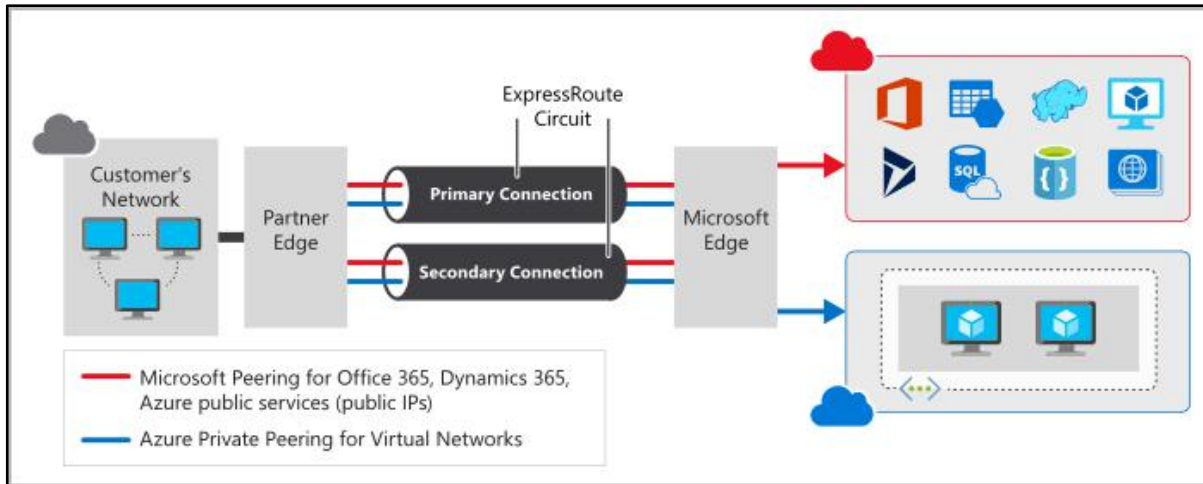 ExpressRoute
Circuit
Customer's
Network
Partner
Edge
Primary Connection
Secondary Connection
Microsoft
Edge
SQL
{ }
Microsoft Peering for Office 365, Dynamics 365,
Azure public services (public IPs)
Azure Private Peering for Virtual Networks